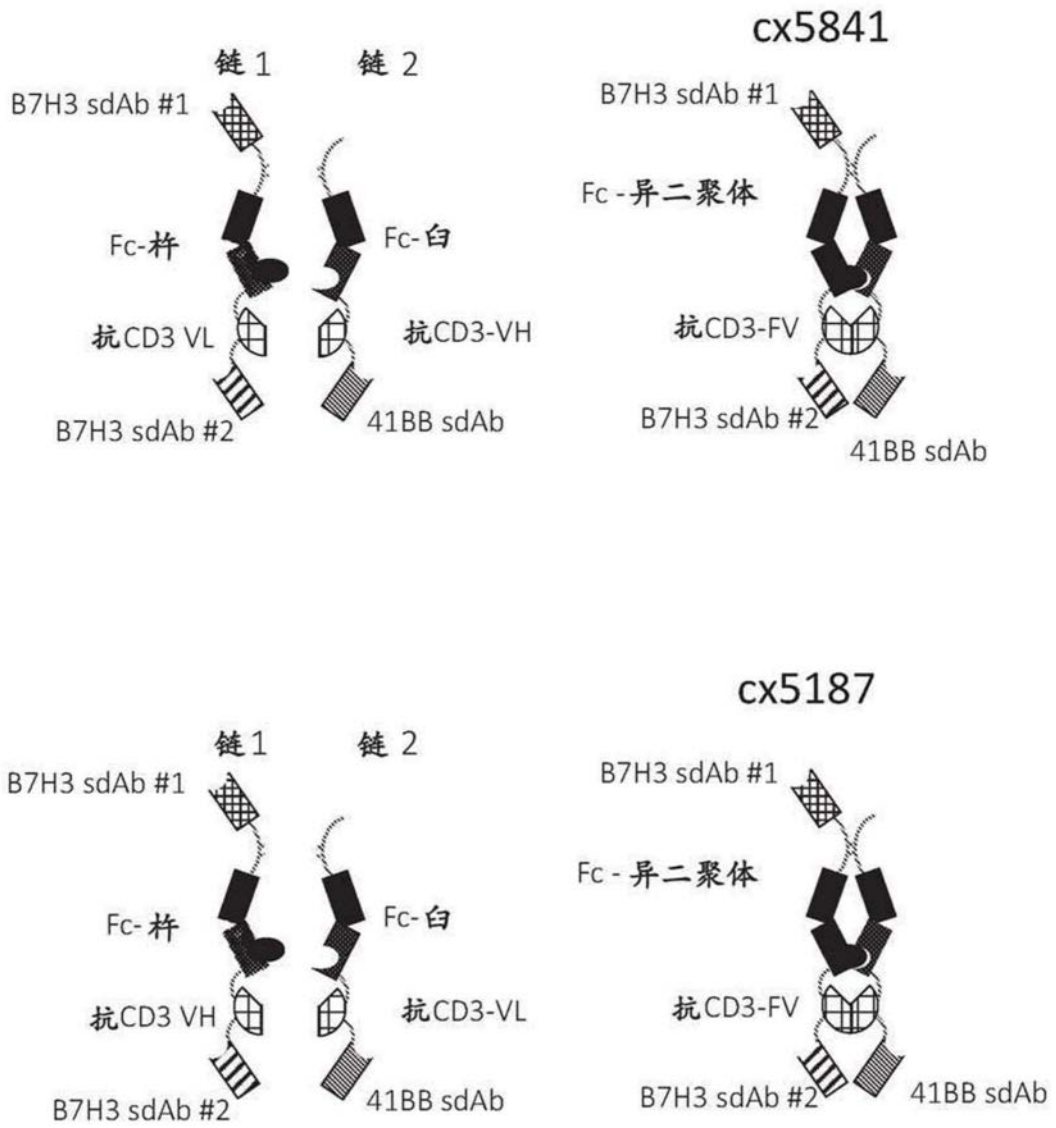 cx5841
链 1
链 2
B7H3 sdAb #1
B7H3 sdAb #1
Fc-杵
Fc-臼
Fc -异二聚体
抗CD3 VL
抗CD3-VH
抗CD3-FV
B7H3 sdAb #2
41BB sdAb
B7H3 sdAb #2
41BB sdAb
cx5187
链1
链 2
B7H3 sdAb #1
B7H3 sdAb #1
Fc-杵
Fc-臼
Fc - 异二聚体
抗CD3 VH
抗CD3-VL
抗CD3-FV
B7H3 sdAb #2
41BB sdAb
B7H3 sdAb #2
41BB sdAb